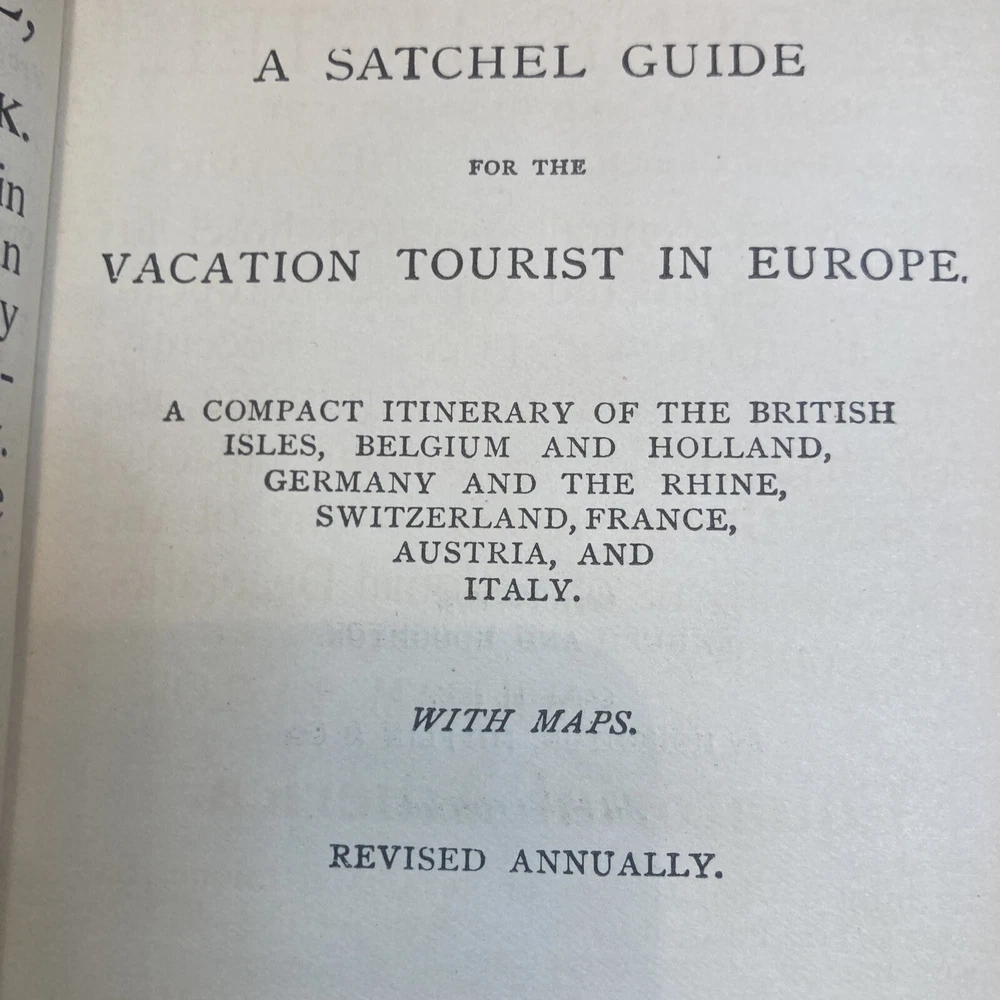 A SATCHEL GUIDE
FOR THE
VACATION TOURIST IN EUROPE.
A COMPACT ITINERARY OF THE BRITISH
ISLES, BELGIUM AND HOLLAND,
GERMANY AND THE RHINE,
SWITZERLAND, FRANCE,
AUSTRIA, AND
ITALY.
WITH MAPS.
REVISED ANNUALLY.